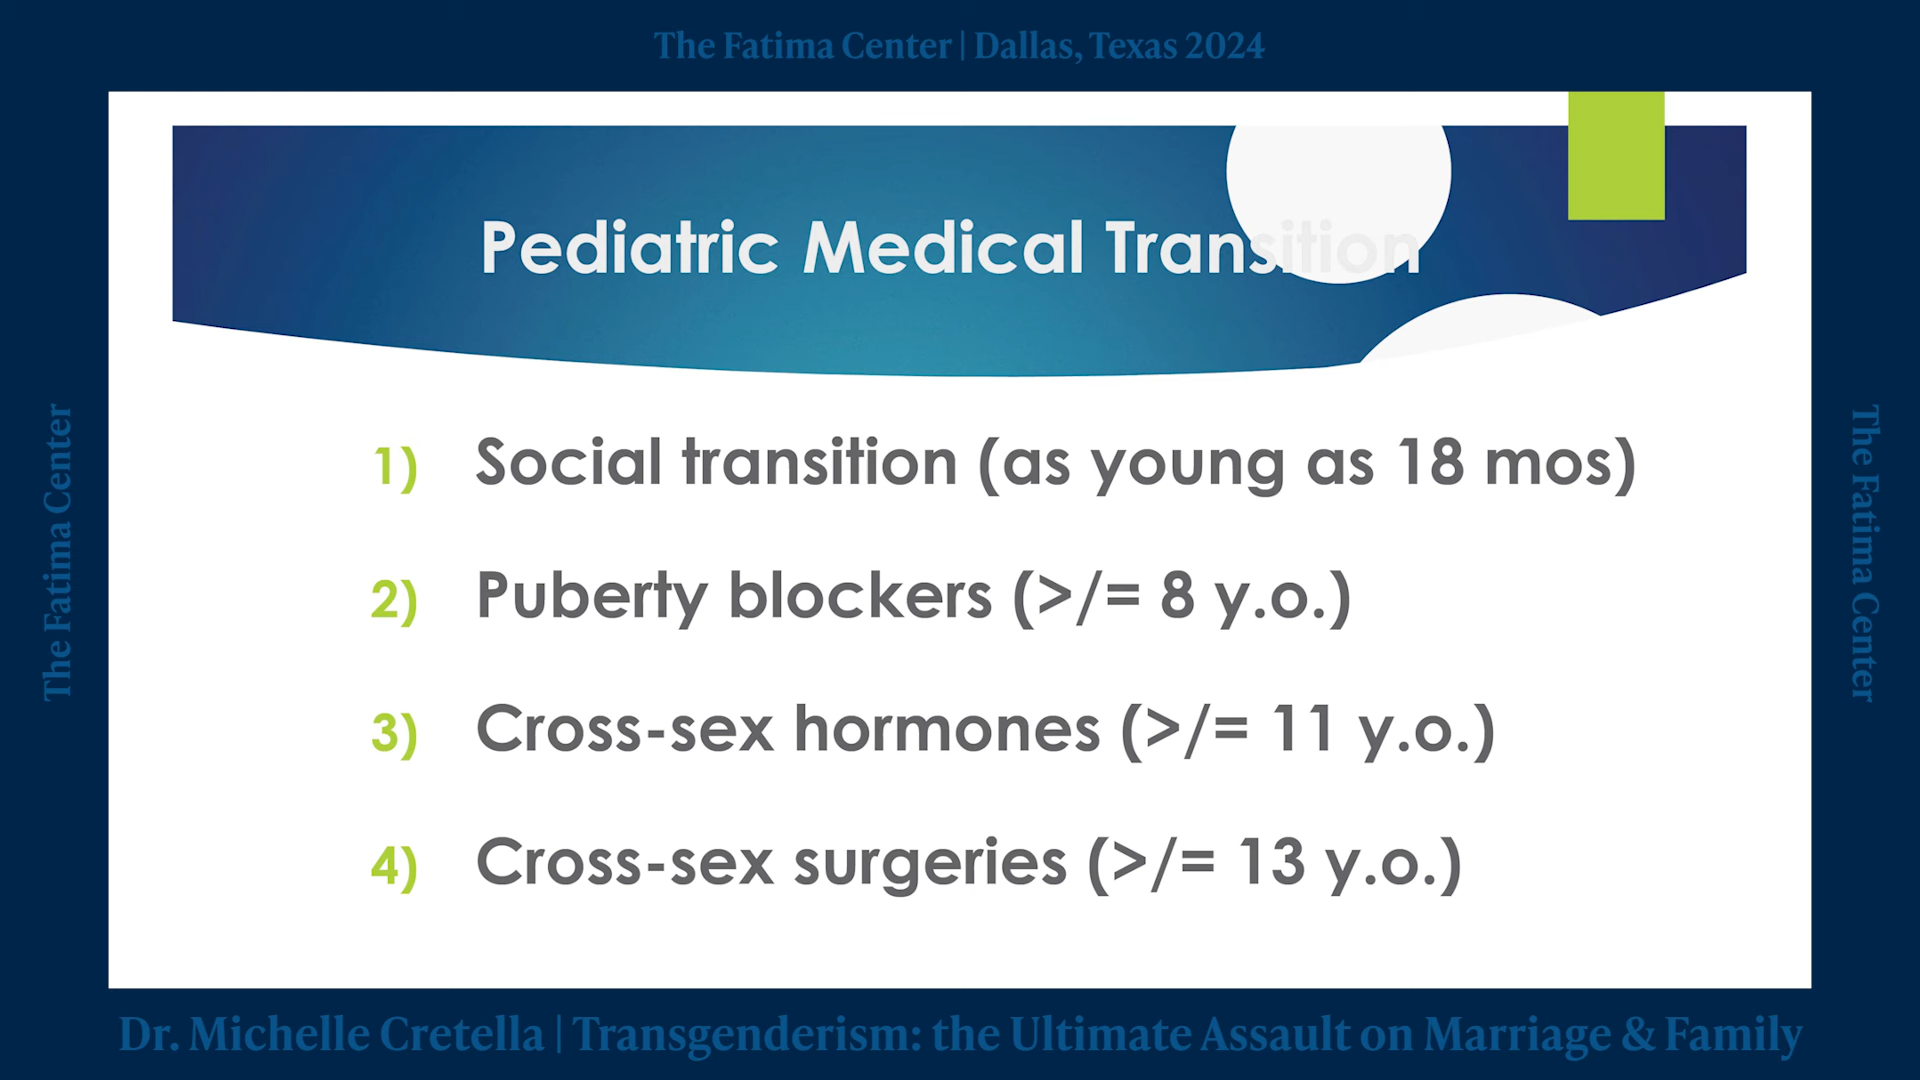 The Fatima Center | Dallas, Texas 2024
Pediatric Medical Transition
1) Social transition (as young as 18 mos)
2) Puberty blockers (>/= 8 y.o.)
3) Cross-sex hormones (>/= 11 y.o.)
4) Cross-sex surgeries (>/= 13 y.o.)
The Fatima Center
The Fatima Center
Dr. Michelle Cretella | Transgenderism: the Ultimate Assault on Marriage & Family